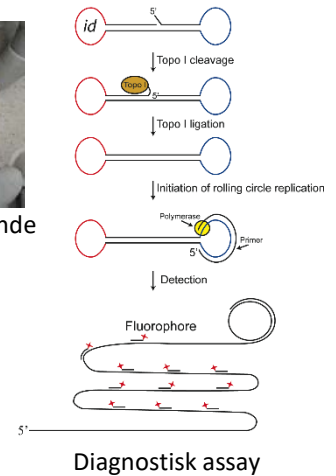 5'
id
Topo I cleavage
Topo I
5'
Topo I ligation
Initiation of rolling circle replication
Polymerase
Primer
5'
Detection
Fluorophore
5'
nde
Diagnostisk assay